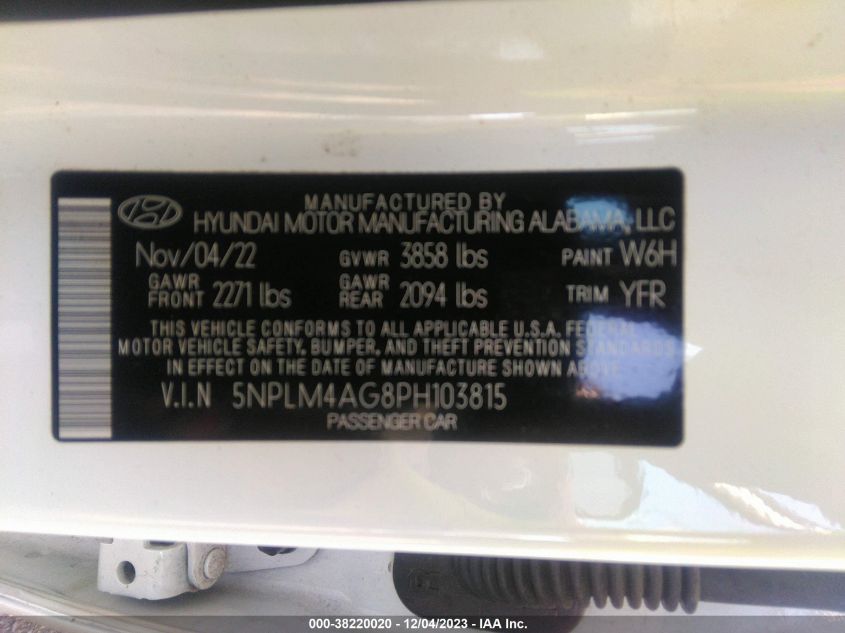 MANUFACTURED BY
HYUNDAI MOTOR MANUFACTURING ALABAMA, LLC
Nov/04/22 GVWR 3858 lbs PAINT W6H
GAWR FRONT 2271 lbs GAWR REAR 2094 lbs TRIM YFR
THIS VEHICLE CONFORMS TO ALL APPLICABLE U.S.A. FEDERAL
MOTOR VEHICLE SAFETY, BUMPER, AND THEFT PREVENTION STANDARDS
IN EFFECT ON THE DATE OF MANUFACTURE SHOWN ABOVE.
V.I.N 5NPLM4AG8PH103815
PASSENGER CAR
000-38220020 - 12/04/2023 - IAA Inc.